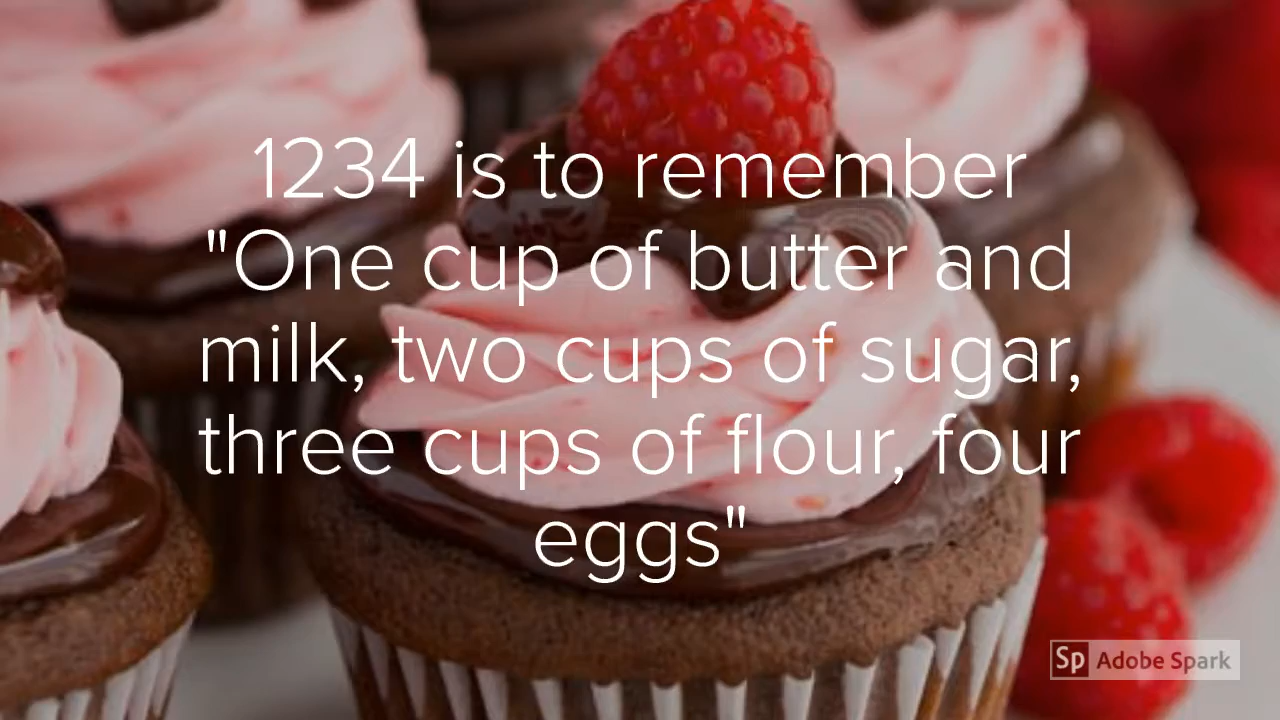 1234 is to remember
"One cup of butter and
milk, two cups of sugar,
three cups of flour, four
eggs"
Sp Adobe Spark